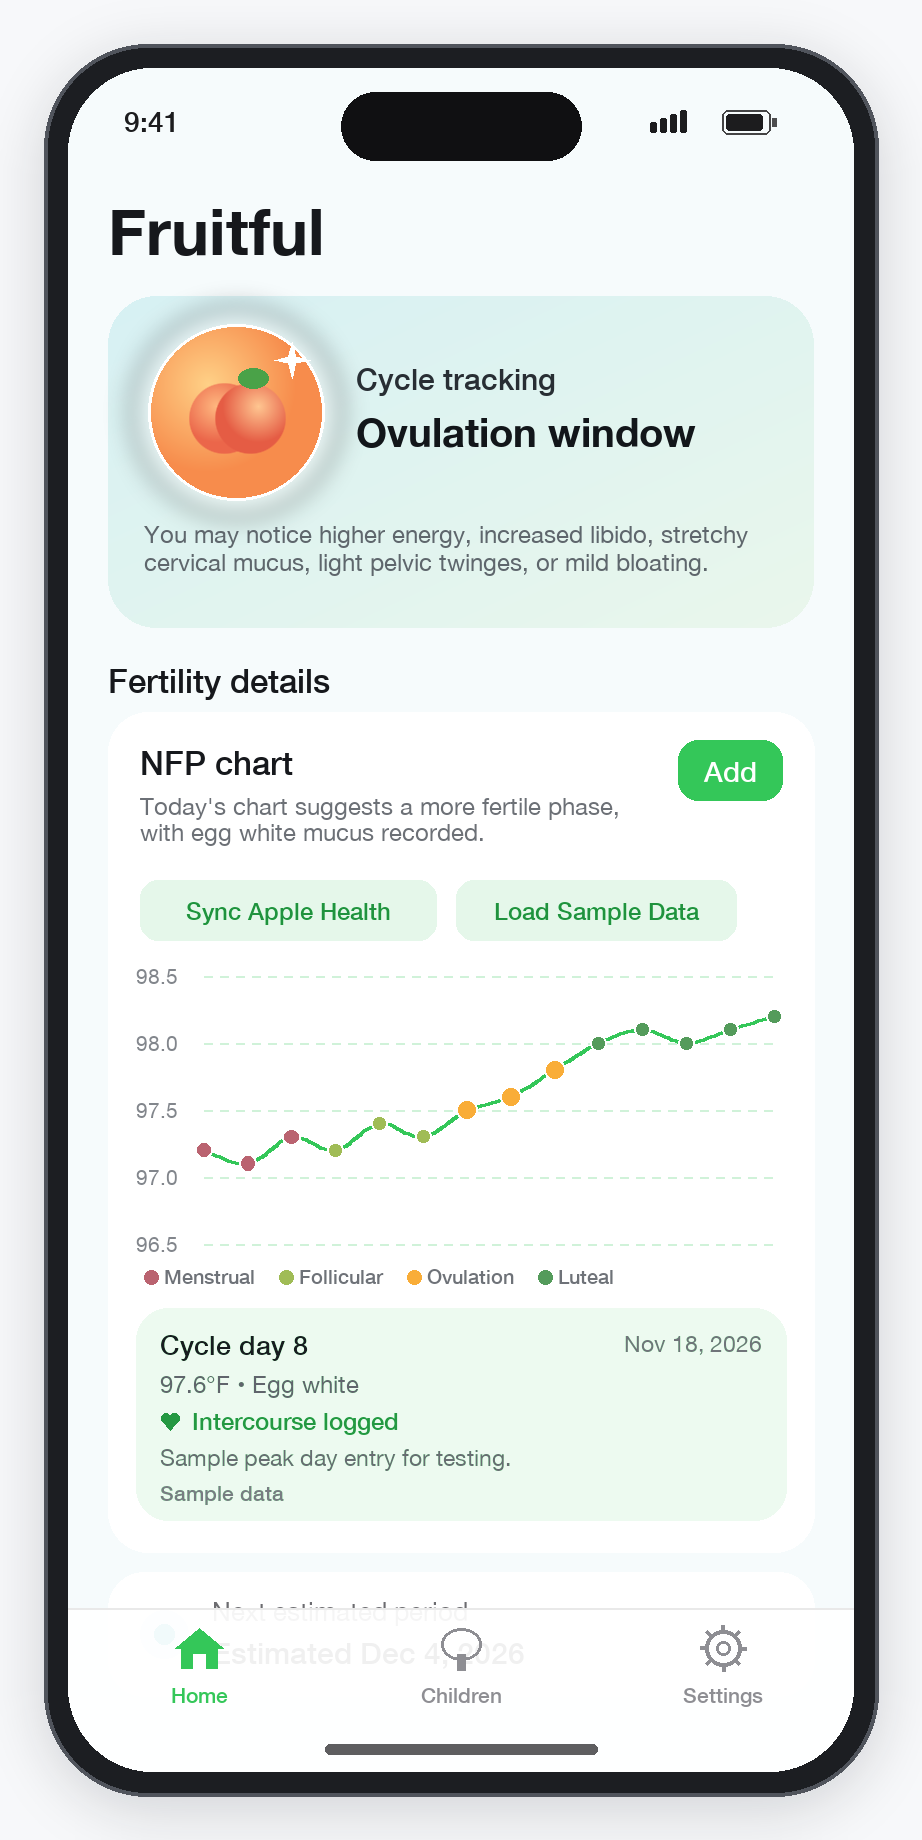 9:41
Fruitful
Cycle tracking
Ovulation window
You may notice higher energy, increased libido, stretchy
cervical mucus, light pelvic twinges, or mild bloating.
Fertility details
NFP chart
Add
Today's chart suggests a more fertile phase,
with egg white mucus recorded.
Sync Apple Health
Load Sample Data
98.5
98.0
97.5
97.0
96.5
Menstrual
Follicular
Ovulation
Luteal
Cycle day 8
Nov 18, 2026
97.6°F • Egg white
Intercourse logged
Sample peak day entry for testing.
Sample data
Next estimated period
Estimated Dec 4, 2026
Home
Children
Settings